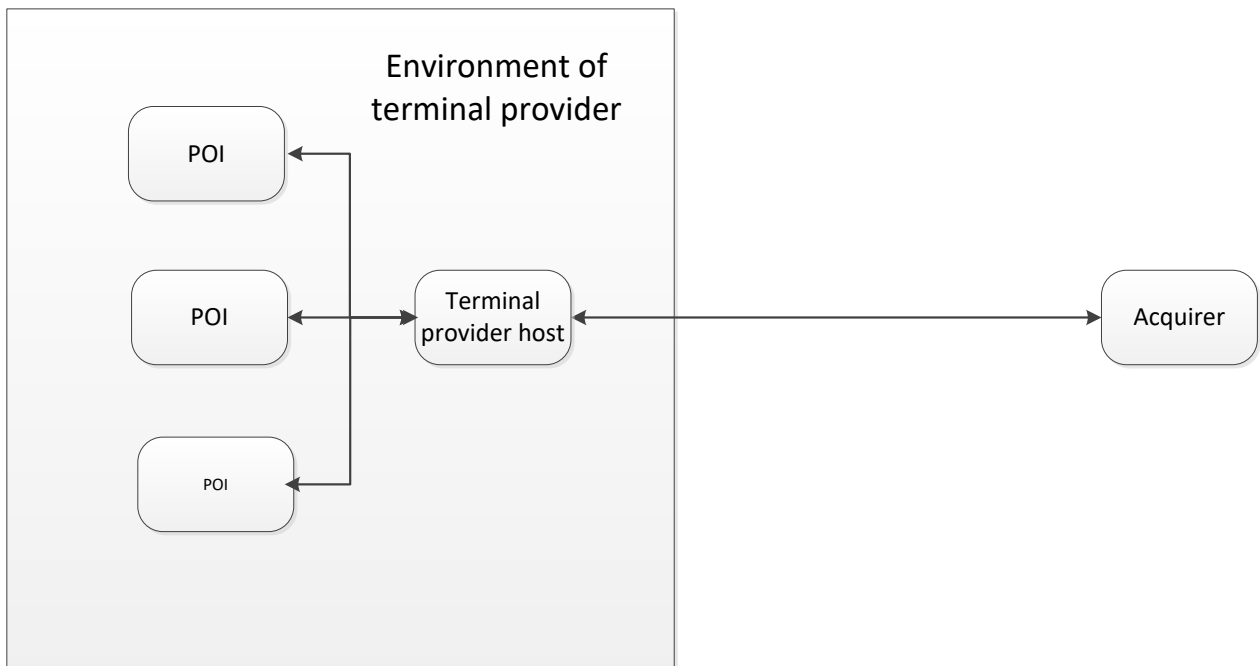 Environment of
terminal provider
POI
POI
Terminal
provider host
Acquirer
POI